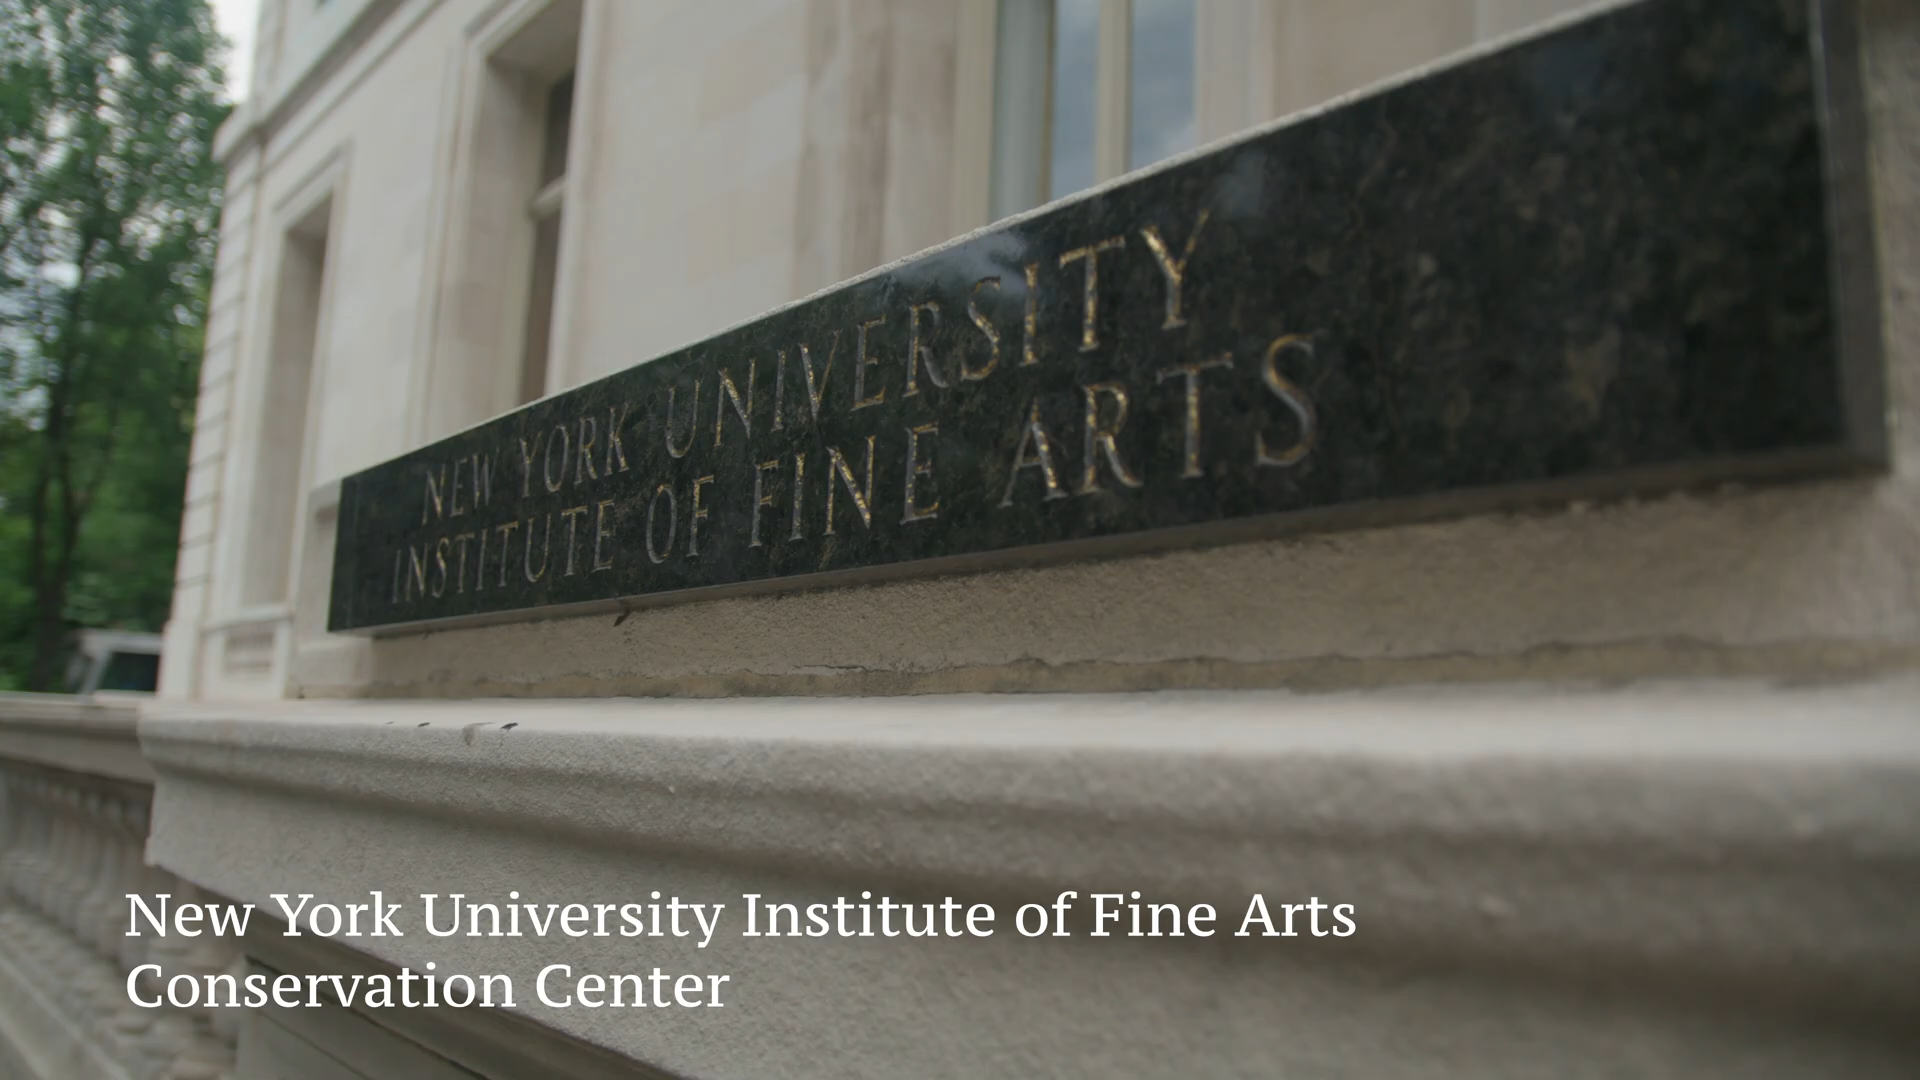 NEW YORK UNIVERSITY
INSTITUTE OF FINE ARTS
New York University Institute of Fine Arts
Conservation Center